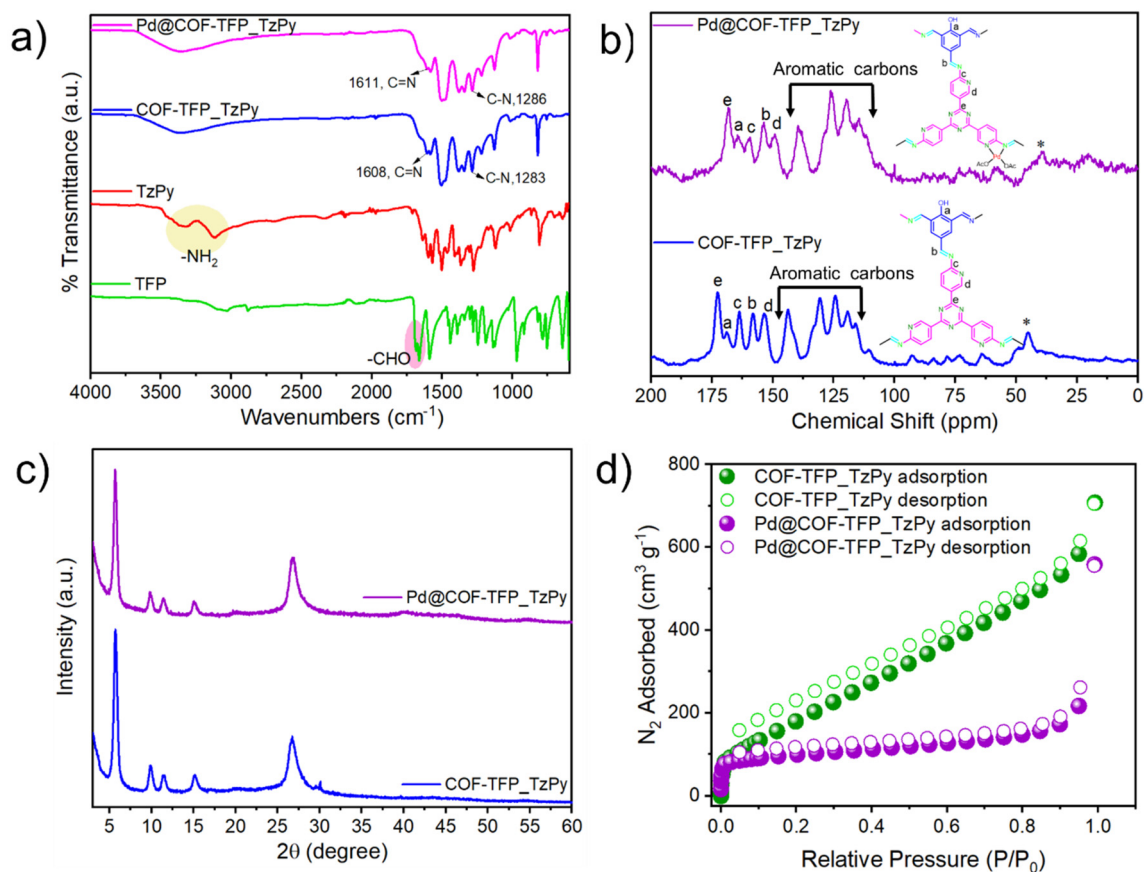 a)
Pd@COF-TFP_TzPy
1611, C=N
C-N,1286
COF-TFP_TzPy
1608, C=N
C-N,1283
TzPy
-NH2
TFP
-CHO
% Transmittance (a.u.)
4000 3500 3000 2500 2000 1500 1000
Wavenumbers (cm-1)
b)
Pd@COF-TFP_TzPy
Aromatic carbons
e
a
c
b
d
*
OH
a
b
c
d
e
AcO
OAc
COF-TFP_TzPy
Aromatic carbons
e
a
c
b
d
*
OH
a
b
c
d
e
200 175 150 125 100 75 50 25 0
Chemical Shift (ppm)
c)
Pd@COF-TFP_TzPy
COF-TFP_TzPy
Intensity (a.u.)
5 10 15 20 25 30 35 40 45 50 55 60
2θ (degree)
d)
COF-TFP_TzPy adsorption
COF-TFP_TzPy desorption
Pd@COF-TFP_TzPy adsorption
Pd@COF-TFP_TzPy desorption
N2 Adsorbed (cm3 g-1)
800
600
400
200
0
0.0 0.2 0.4 0.6 0.8 1.0
Relative Pressure (P/P0)